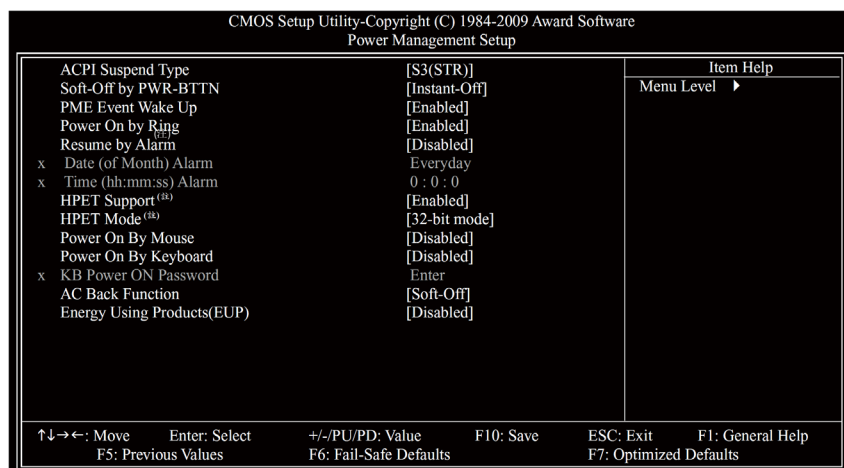 CMOS Setup Utility-Copyright (C) 1984-2009 Award Software
Power Management Setup
ACPI Suspend Type [S3(STR)] Item Help
Soft-Off by PWR-BTTN [Instant-Off] Menu Level ▶
PME Event Wake Up [Enabled]
Power On by Ring [Enabled]
Resume by Alarm (註) [Disabled]
x Date (of Month) Alarm Everyday
x Time (hh:mm:ss) Alarm 0 : 0 : 0
HPET Support (註) [Enabled]
HPET Mode (註) [32-bit mode]
Power On By Mouse [Disabled]
Power On By Keyboard [Disabled]
x KB Power ON Password Enter
AC Back Function [Soft-Off]
Energy Using Products(EUP) [Disabled]
↑↓→←: Move Enter: Select +/-/PU/PD: Value F10: Save ESC: Exit F1: General Help
F5: Previous Values F6: Fail-Safe Defaults F7: Optimized Defaults